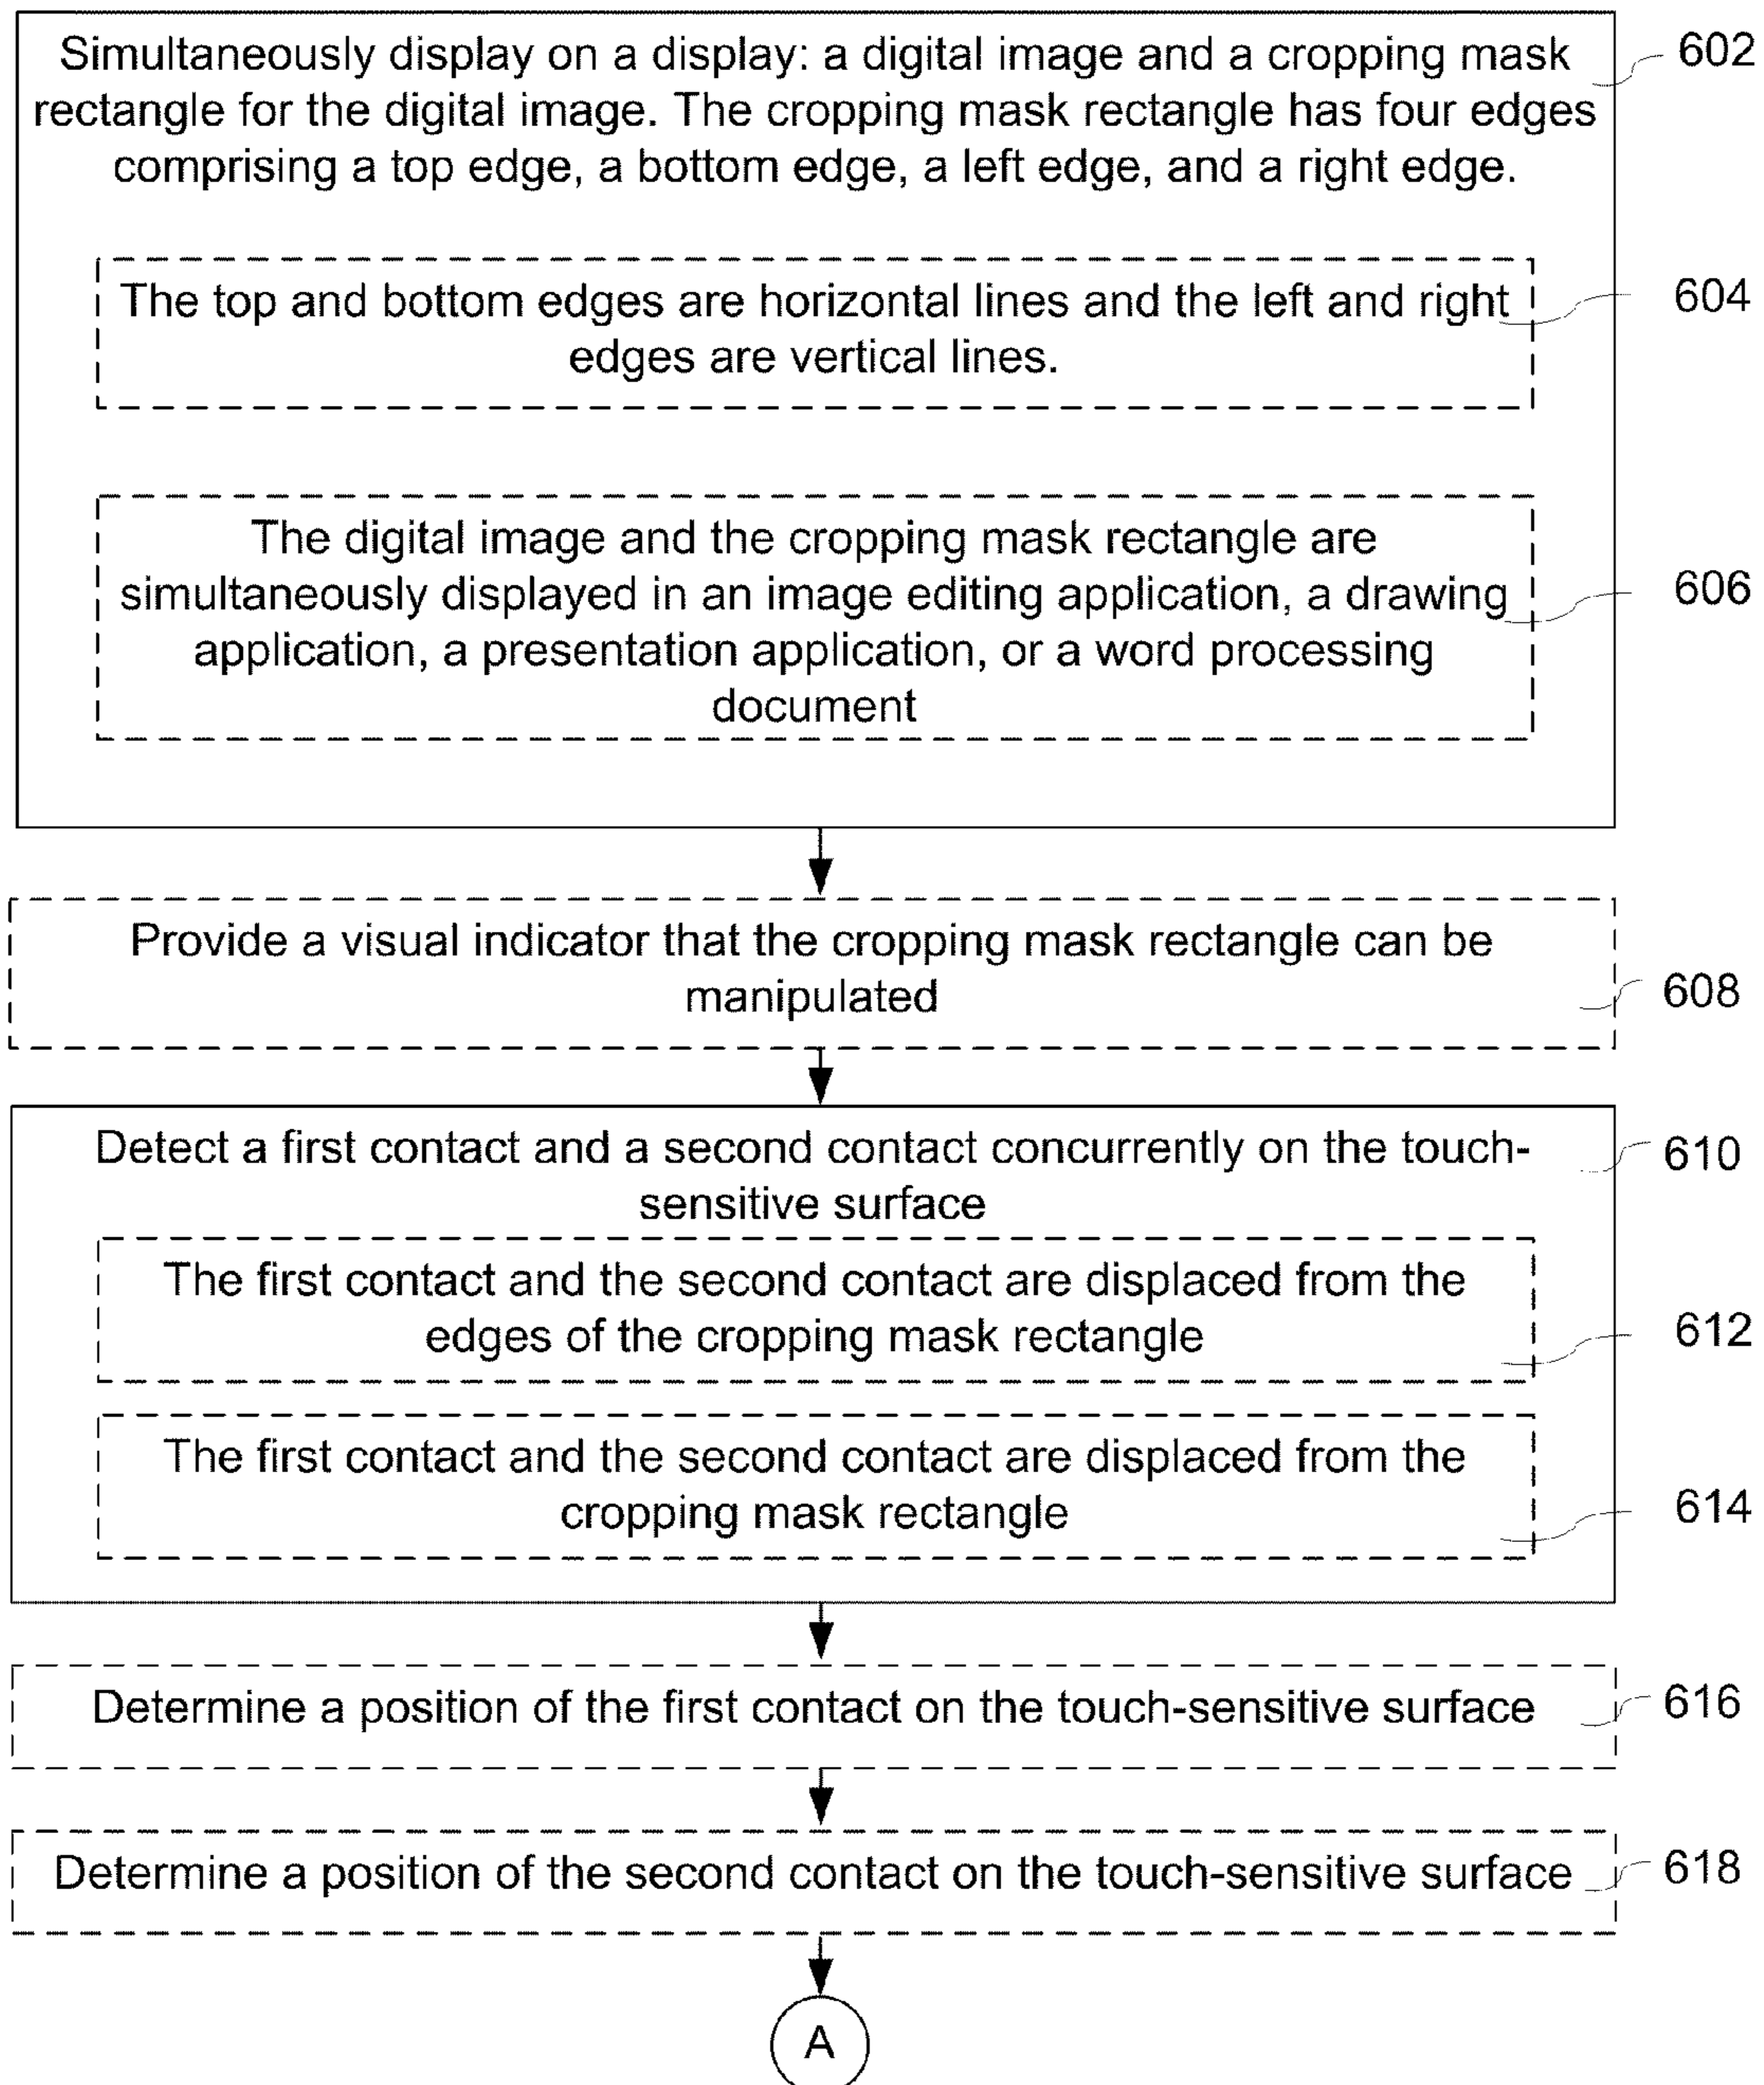 Simultaneously display on a display: a digital image and a cropping mask
rectangle for the digital image. The cropping mask rectangle has four edges
comprising a top edge, a bottom edge, a left edge, and a right edge.
602
The top and bottom edges are horizontal lines and the left and right
edges are vertical lines.
604
The digital image and the cropping mask rectangle are
simultaneously displayed in an image editing application, a drawing
application, a presentation application, or a word processing
document
606
Provide a visual indicator that the cropping mask rectangle can be
manipulated
608
Detect a first contact and a second contact concurrently on the touch-
sensitive surface
610
The first contact and the second contact are displaced from the
edges of the cropping mask rectangle
612
The first contact and the second contact are displaced from the
cropping mask rectangle
614
Determine a position of the first contact on the touch-sensitive surface
616
Determine a position of the second contact on the touch-sensitive surface
618
A